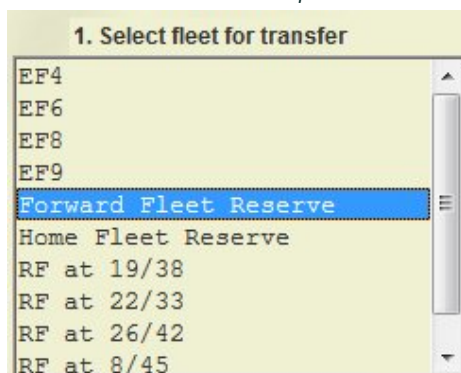 1. Select fleet for transfer
EF4
EF6
EF8
EF9
Forward Fleet Reserve
Home Fleet Reserve
RF at 19/38
RF at 22/33
RF at 26/42
RF at 8/45